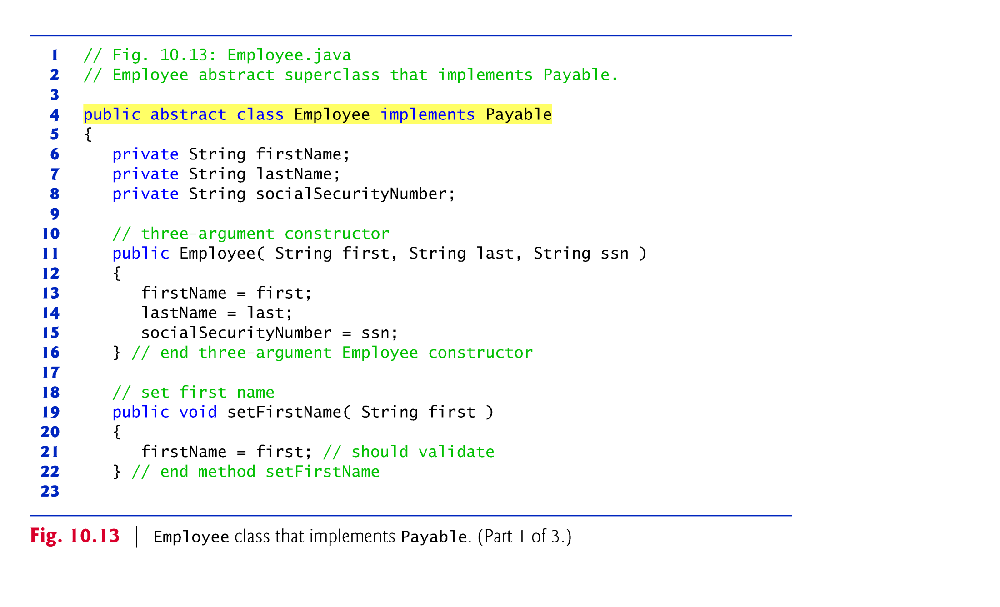 1 // Fig. 10.13: Employee.java
2 // Employee abstract superclass that implements Payable.
3
4 public abstract class Employee implements Payable
5 {
6    private String firstName;
7    private String lastName;
8    private String socialSecurityNumber;
9
10    // three-argument constructor
11    public Employee( String first, String last, String ssn )
12    {
13       firstName = first;
14       lastName = last;
15       socialSecurityNumber = ssn;
16    } // end three-argument Employee constructor
17
18    // set first name
19    public void setFirstName( String first )
20    {
21       firstName = first; // should validate
22    } // end method setFirstName
23
Fig. 10.13 | Employee class that implements Payable. (Part 1 of 3.)